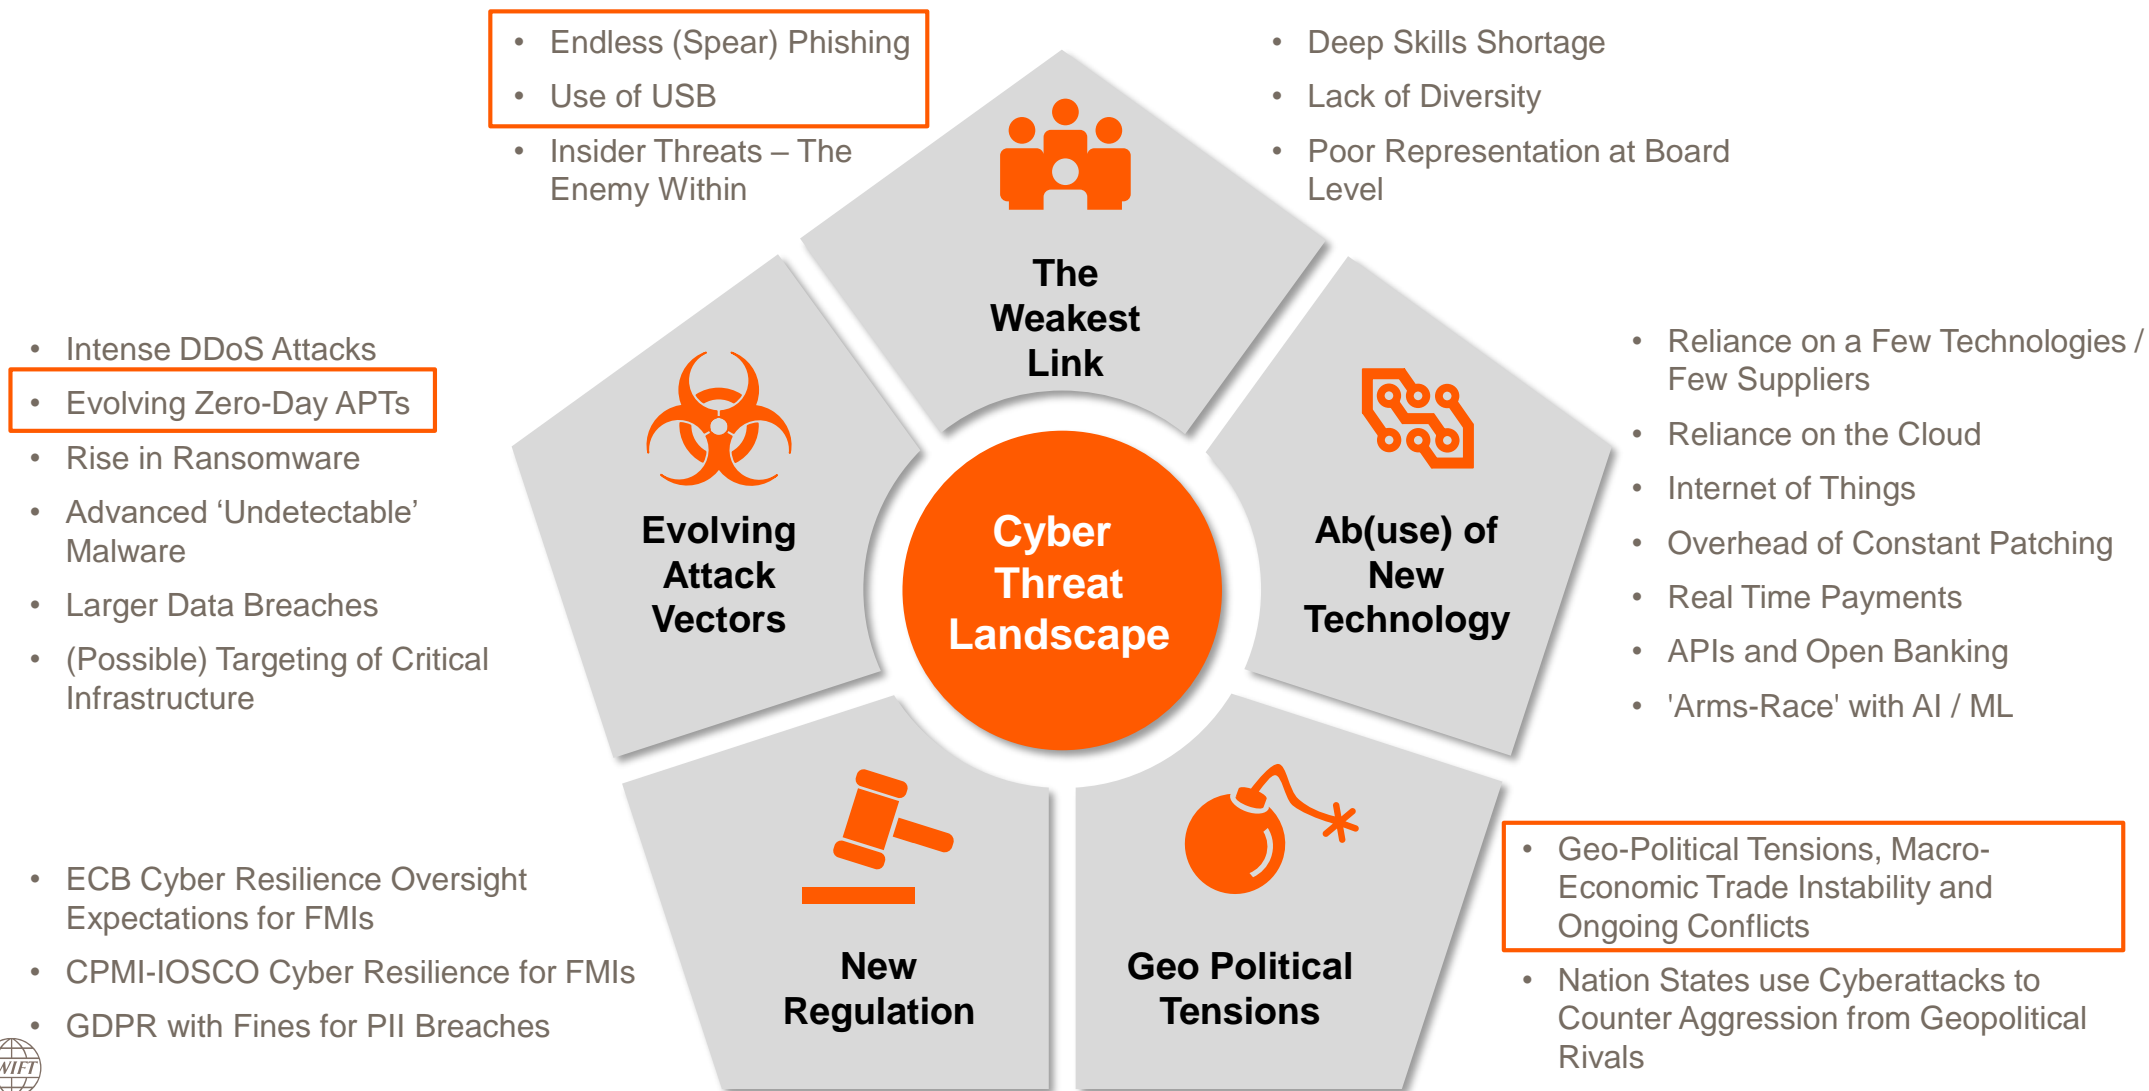 • Endless (Spear) Phishing
• Use of USB
• Insider Threats – The
Enemy Within
• Deep Skills Shortage
• Lack of Diversity
• Poor Representation at Board
Level
The
Weakest
Link
• Intense DDoS Attacks
• Evolving Zero-Day APTs
• Rise in Ransomware
• Advanced ‘Undetectable’
Malware
• Larger Data Breaches
• (Possible) Targeting of Critical
Infrastructure
Evolving
Attack
Vectors
Cyber
Threat
Landscape
Ab(use) of
New
Technology
• Reliance on a Few Technologies /
Few Suppliers
• Reliance on the Cloud
• Internet of Things
• Overhead of Constant Patching
• Real Time Payments
• APIs and Open Banking
• 'Arms-Race' with AI / ML
• ECB Cyber Resilience Oversight
Expectations for FMIs
• CPMI-IOSCO Cyber Resilience for FMIs
• GDPR with Fines for PII Breaches
New
Regulation
Geo Political
Tensions
• Geo-Political Tensions, Macro-
Economic Trade Instability and
Ongoing Conflicts
• Nation States use Cyberattacks to
Counter Aggression from Geopolitical
Rivals